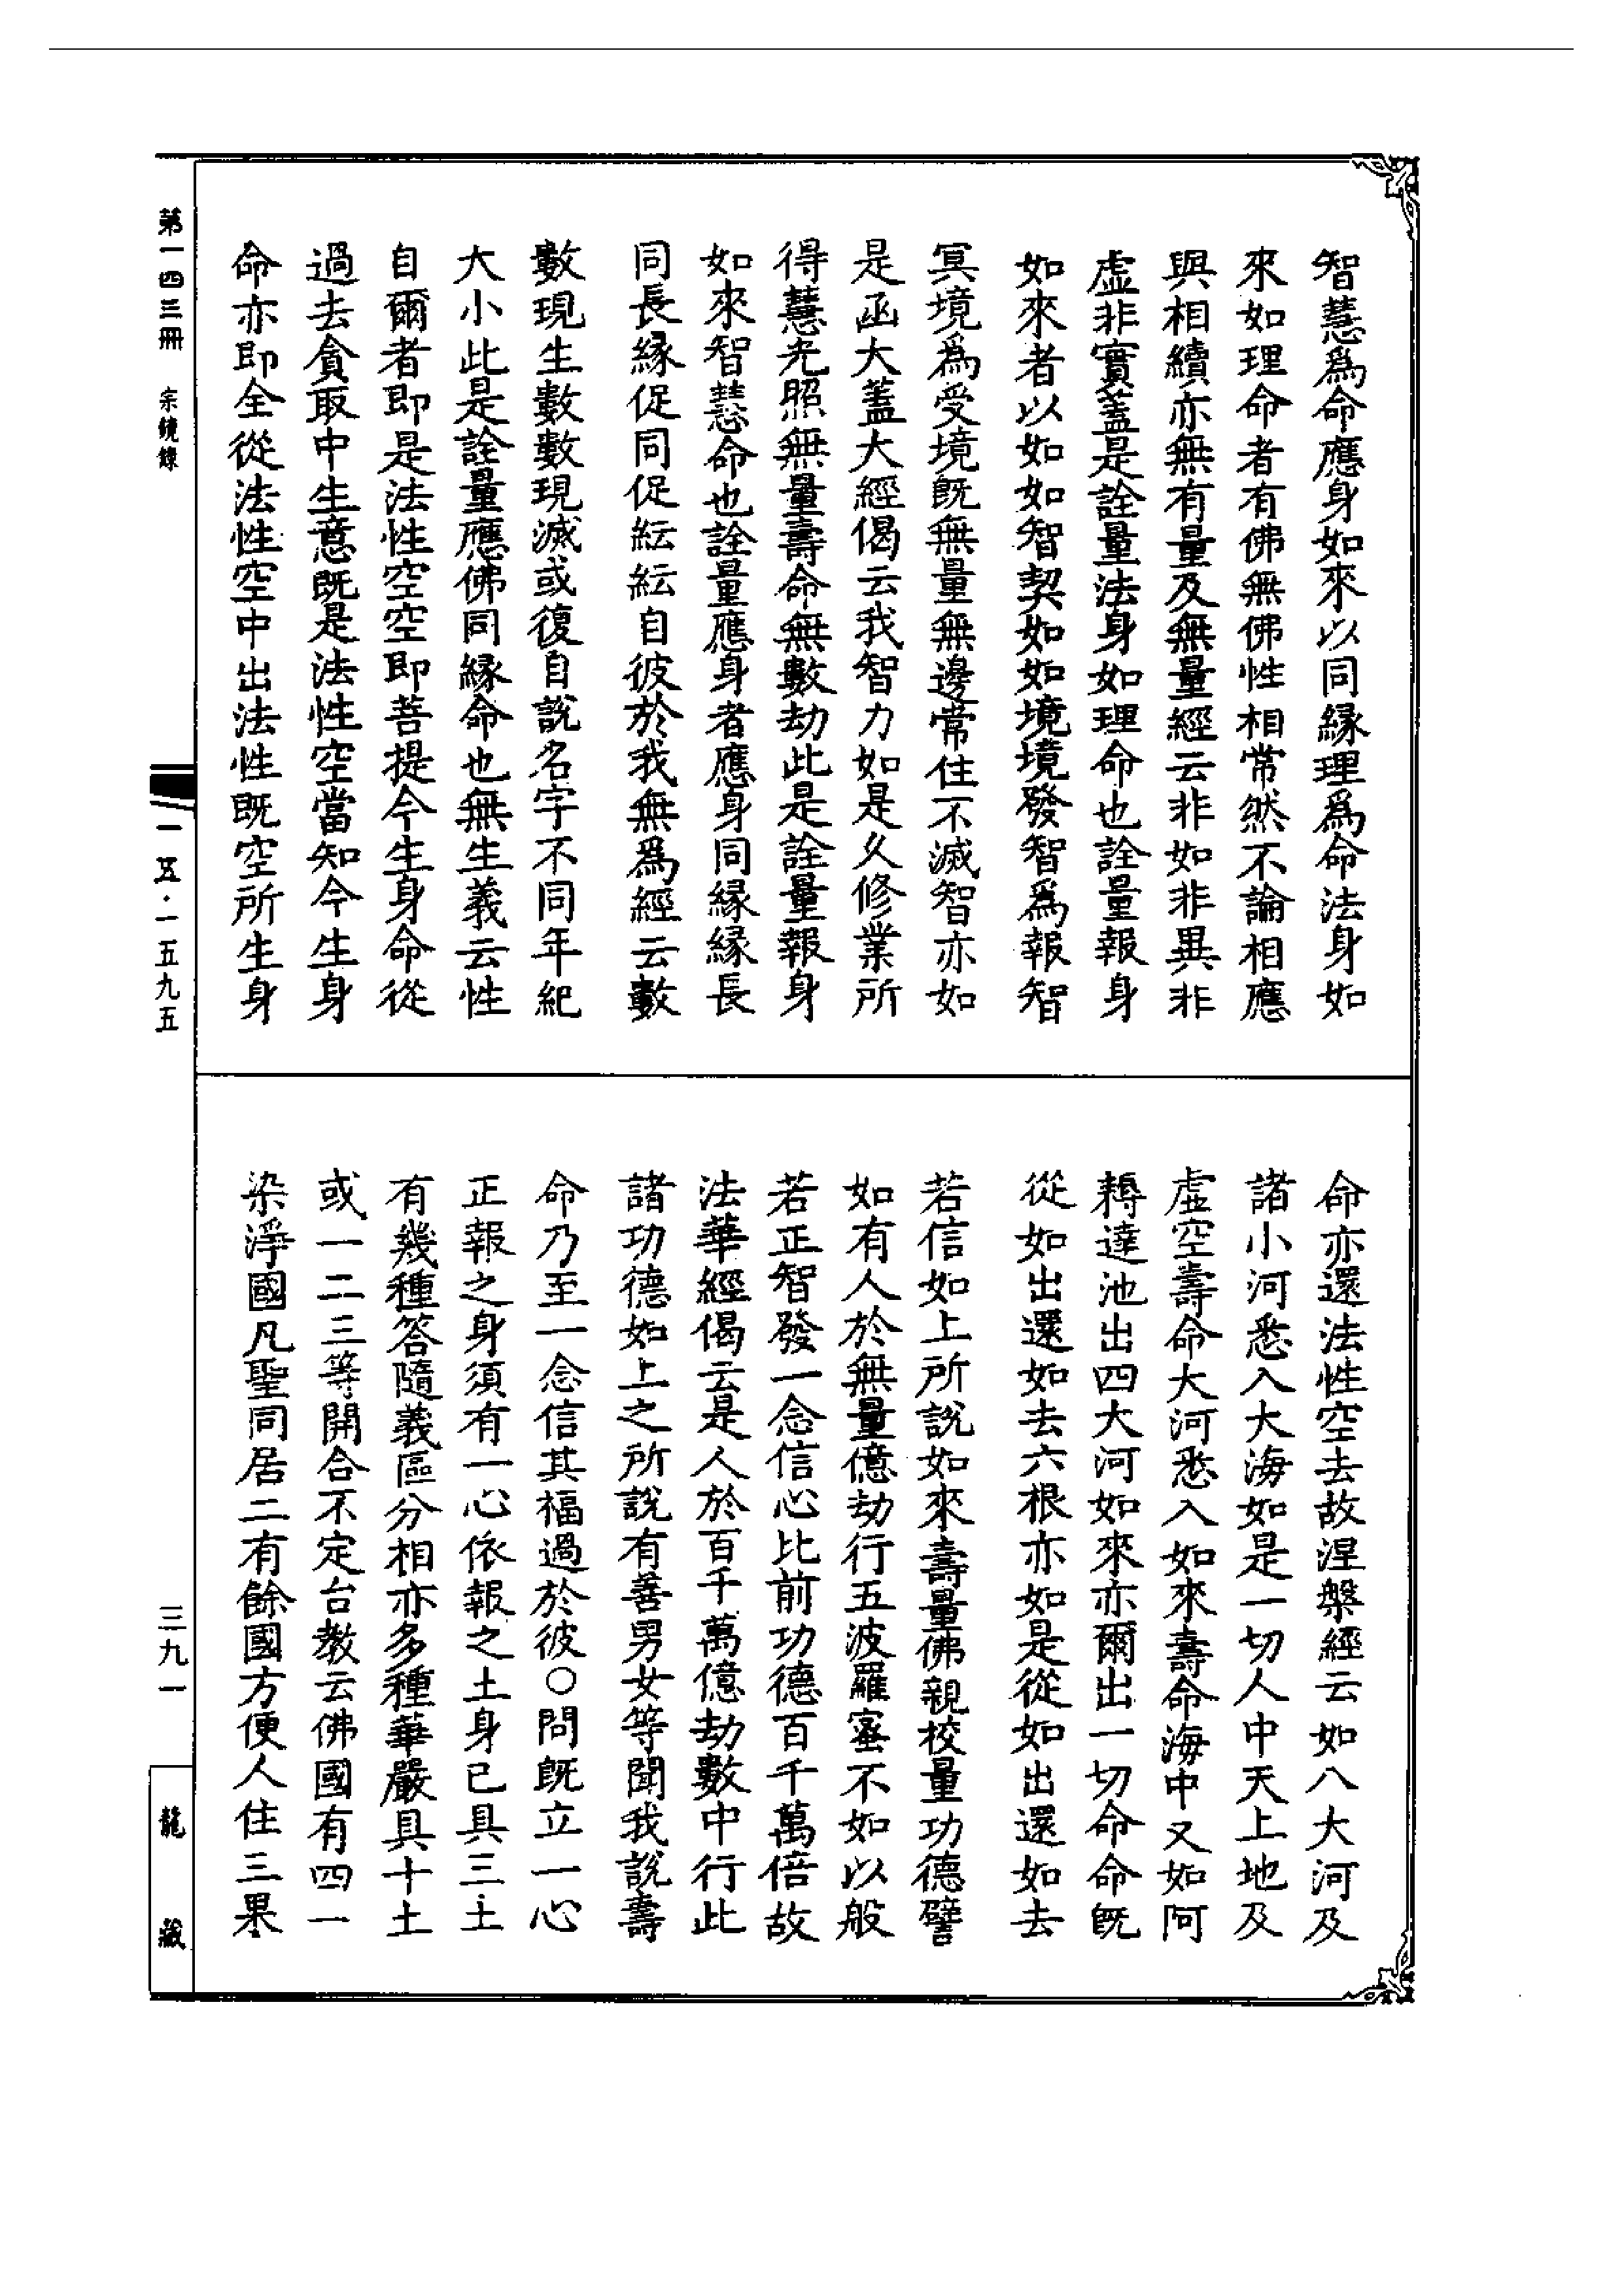 智慧爲命應身如來以同緣理爲命法身如
來如理命者有佛無佛性相常然不論相應
與相續亦無有量及無量經云非如非異非
虛非實蓋是詮量法身如理命也詮量報身
如來者以如如智契如如境境發智爲報智
冥境爲受境既無量無邊常住不滅智亦如
是函大蓋大經偈云我智力如是久修業所
得慧光照無量壽命無數劫此是詮量報身
如來智慧命也詮量應身者應身同緣緣長
同長緣促同促紜紜自彼於我無爲經云數
數現生數數現滅或復自說名字不同年紀
大小此是詮量應佛同緣命也無生義云性
自爾者即是法性空空即菩提今生身命從
過去貪取中生意既是法性空當知今生身
命亦即全從法性空中出法性既空所生身
命亦還法性空去故涅槃經云如八大河及
諸小河悉入大海如是一切人中天上地及
虛空壽命大河悉入如來壽命海中又如阿
耨達池出四大河如來亦爾出一切命命既
從如出還如去六根亦如是從如出還如去
若信如上所說如來壽量佛親校量功德譬
如有人於無量億劫行五波羅蜜不如以般
若正智發一念信心比前功德百千萬倍故
法華經偈云是人於百千萬億劫數中行此
諸功德如上之所說有善男女等聞我說壽
命乃至一念信其福過於彼○問既立一心
正報之身須有一心依報之土身已具三土
有幾種答隨義區分相亦多種華嚴具十土
或一二三等開合不定台教云佛國有四一
染淨國凡聖同居二有餘國方便人住三果
第一四三冊 宗鏡錄
一五·一五九五
三九一
龍藏